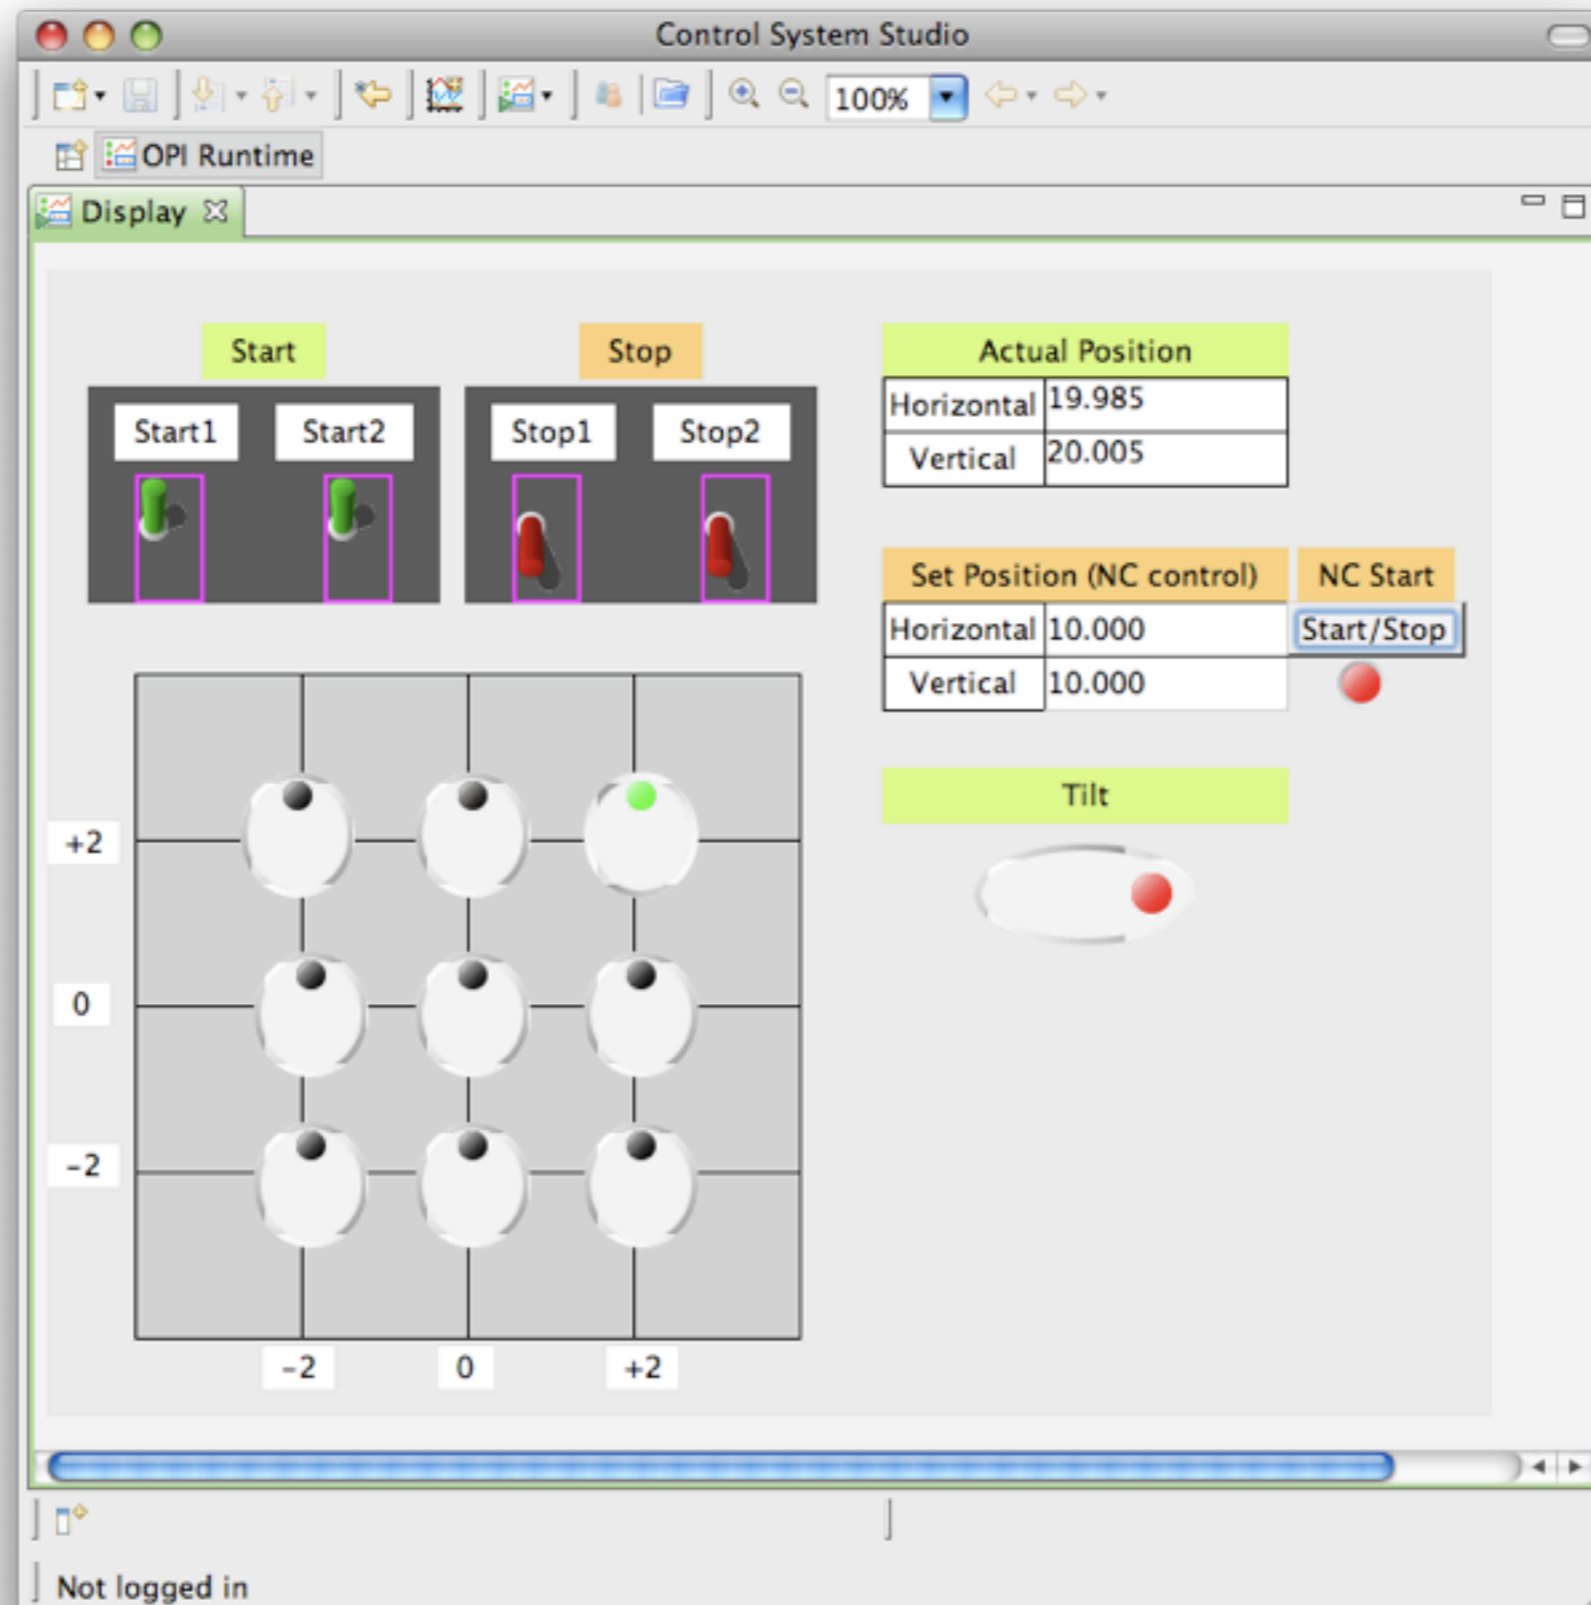 Control System Studio
100%
OPI Runtime
Display
Start
Stop
Start1
Start2
Stop1
Stop2
Actual Position
Horizontal 19.985
Vertical 20.005
Set Position (NC control)
NC Start
Horizontal 10.000
Start/Stop
Vertical 10.000
Tilt
+2
0
-2
-2
0
+2
Not logged in